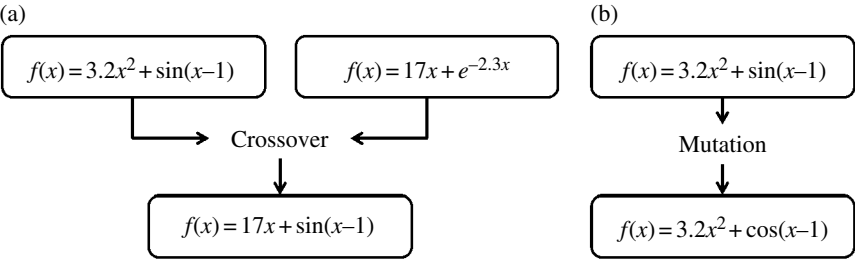 (a)
f(x) = 3.2x² + sin(x–1)
f(x) = 17x + e⁻²·³ˣ
Crossover
f(x) = 17x + sin(x–1)
(b)
f(x) = 3.2x² + sin(x–1)
Mutation
f(x) = 3.2x² + cos(x–1)